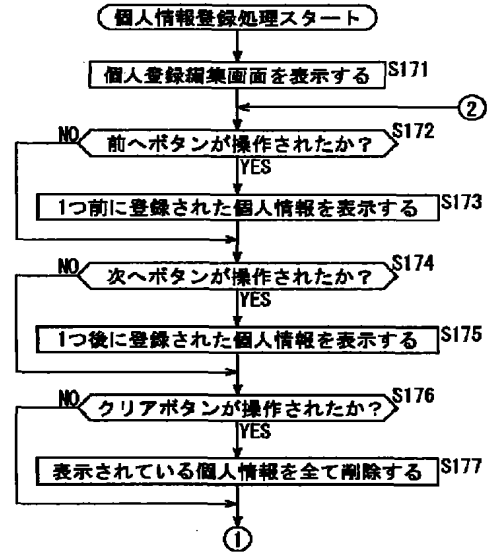 個人情報登録処理スタート
個人登録編集画面を表示する S171
②
NO 前へボタンが操作されたか？ S172
YES
1つ前に登録された個人情報を表示する S173
NO 次へボタンが操作されたか？ S174
YES
1つ後に登録された個人情報を表示する S175
NO クリアボタンが操作されたか？ S176
YES
表示されている個人情報を全て削除する S177
①